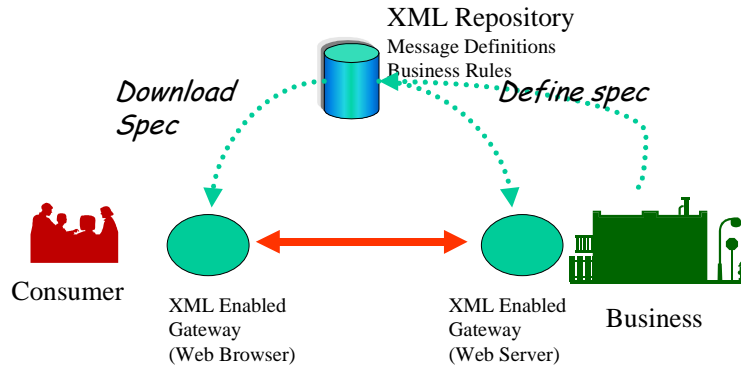 XML Repository
Message Definitions
Business Rules
Download
Spec
Define spec
Consumer
XML Enabled
Gateway
(Web Browser)
XML Enabled
Gateway
(Web Server)
Business